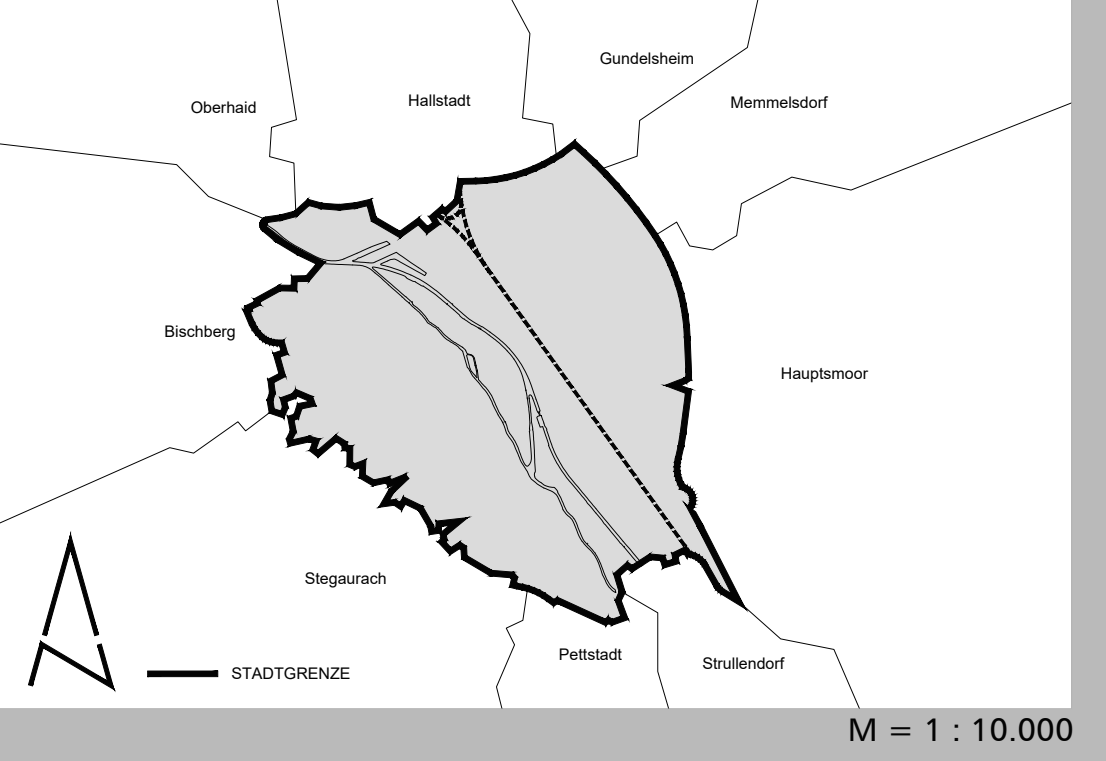 Gundelsheim
Oberhaid
Hallstadt
Memmelsdorf
Bischberg
Hauptsmoor
Stegaurach
Pettstadt
Strullendorf
STADTGRENZE
M = 1 : 10.000